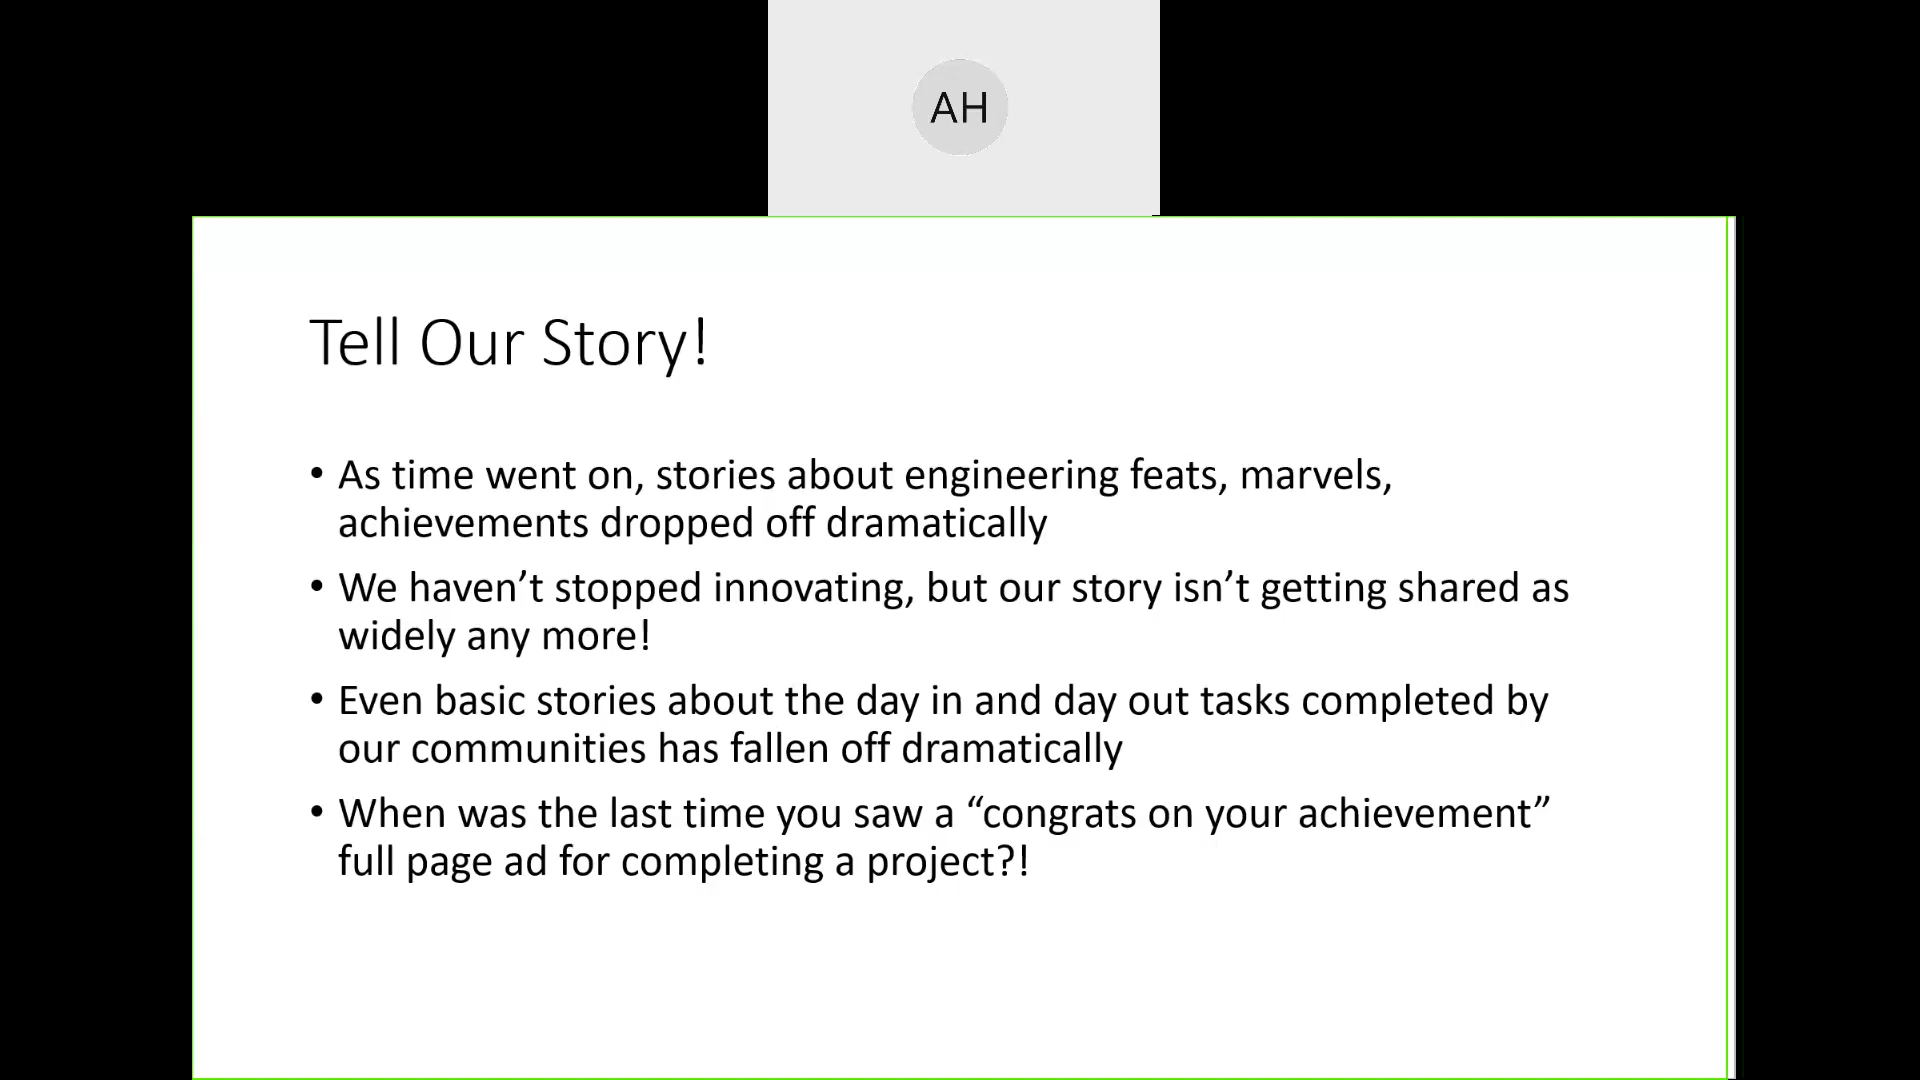 AH
Tell Our Story!
• As time went on, stories about engineering feats, marvels,
achievements dropped off dramatically
• We haven’t stopped innovating, but our story isn’t getting shared as
widely any more!
• Even basic stories about the day in and day out tasks completed by
our communities has fallen off dramatically
• When was the last time you saw a “congrats on your achievement”
full page ad for completing a project?!